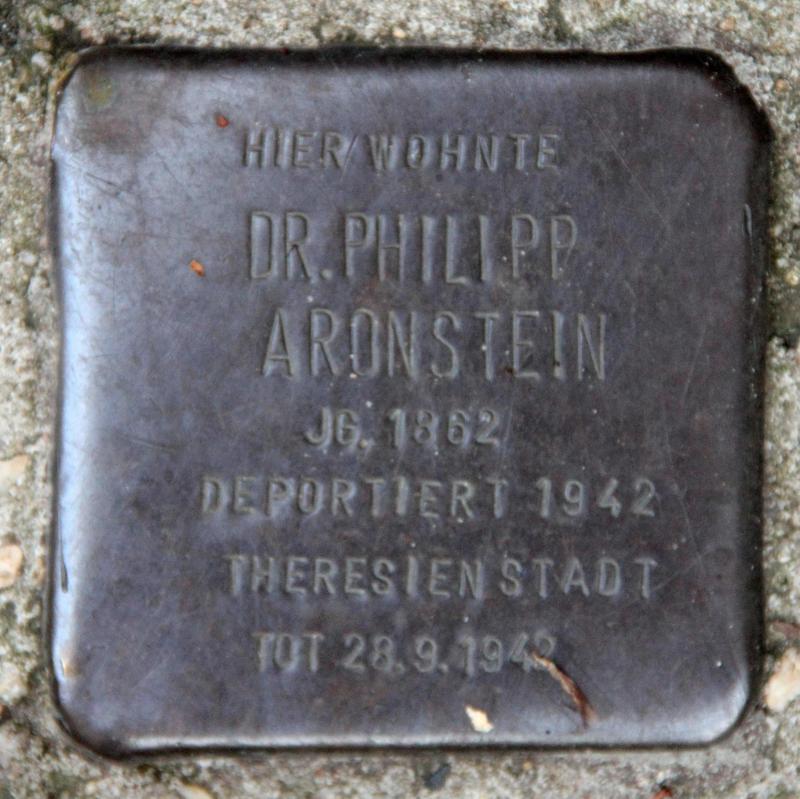 HIER WOHNTE
DR. PHILIPP
ARONSTEIN
JG. 1862
DEPORTIERT 1942
THERESIENSTADT
TOT 28.9.1942